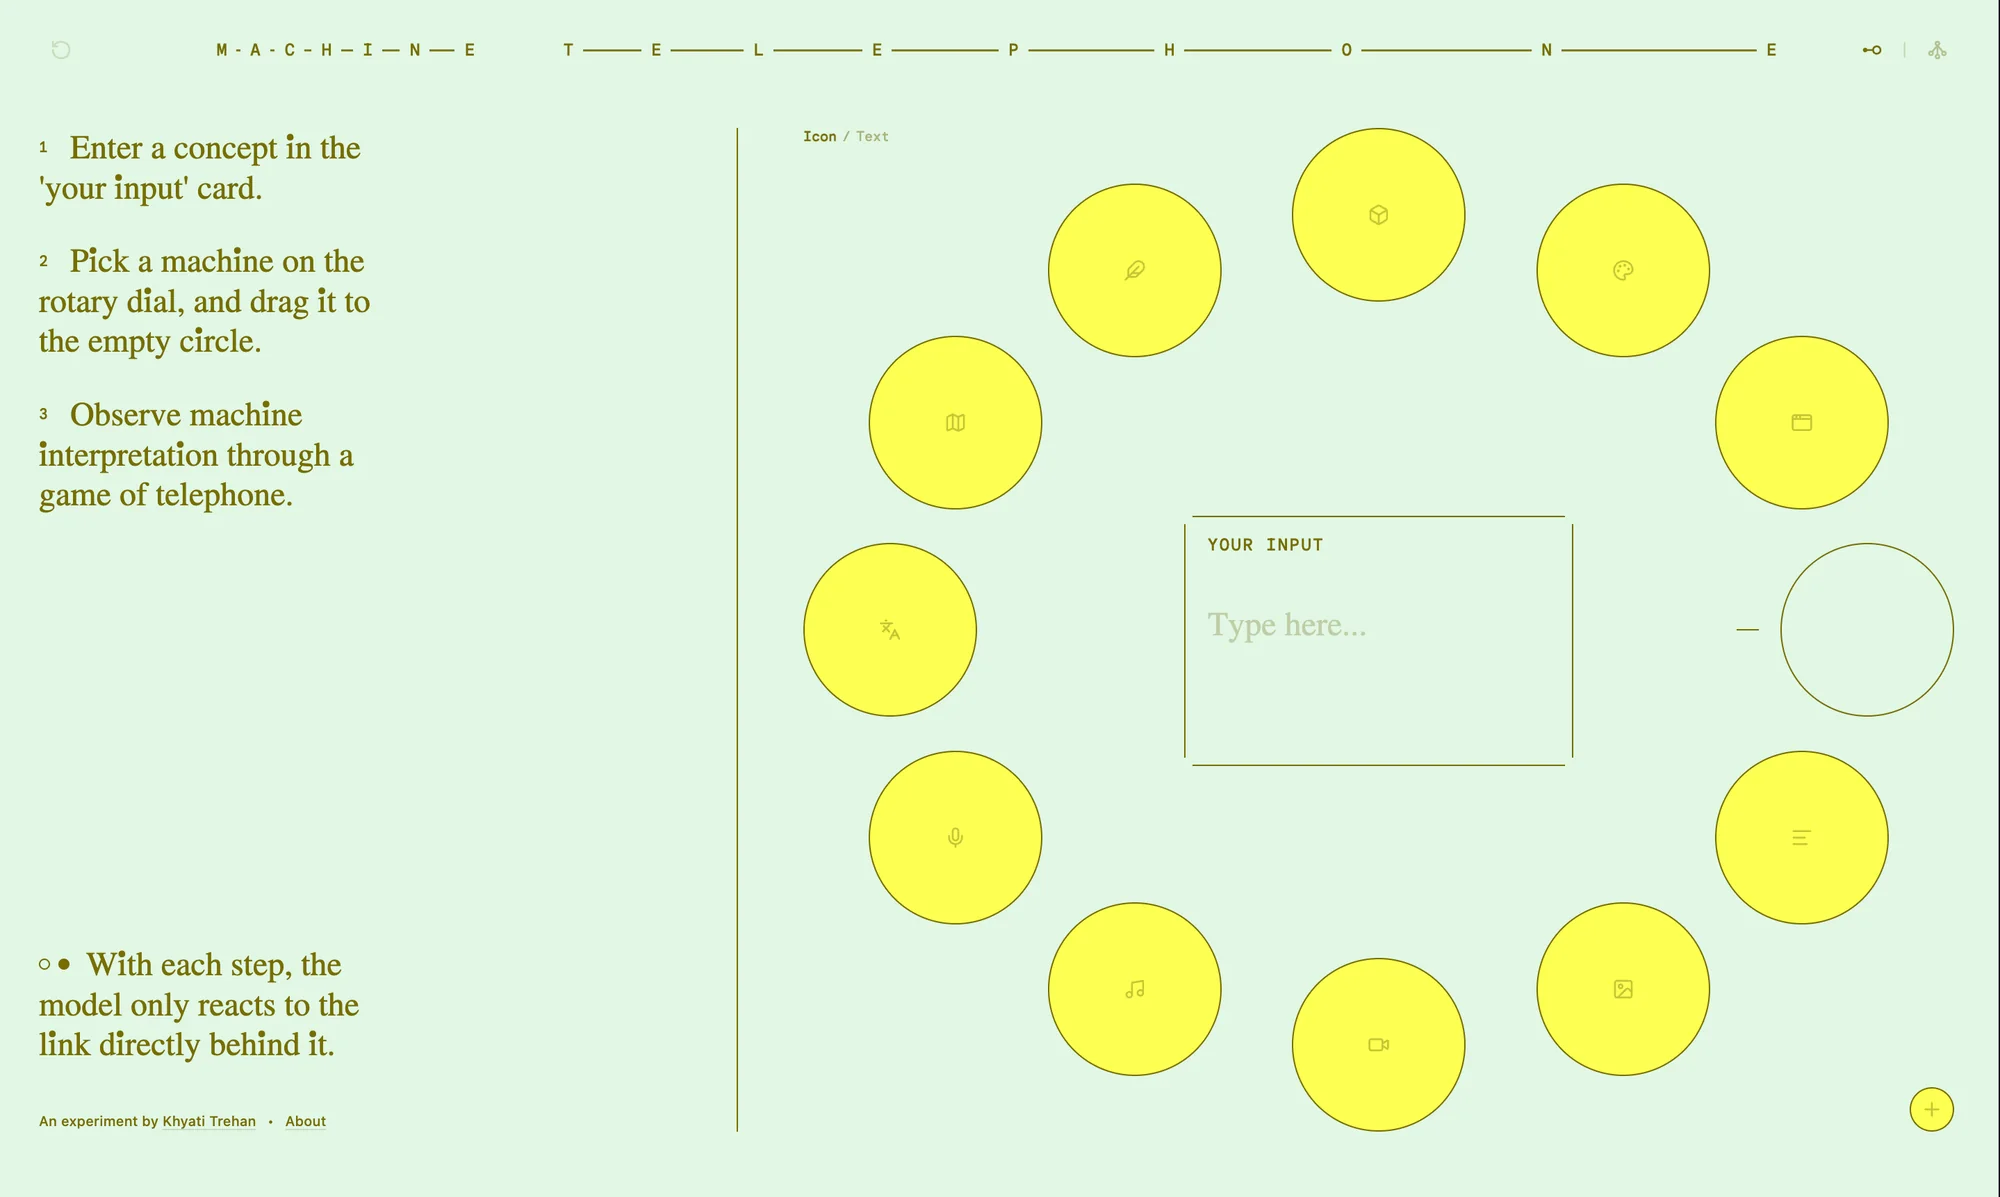 M - A - C - H — I — N — E T — E — L — E — P — H — O — N — E
1 Enter a concept in the
'your input' card.
2 Pick a machine on the
rotary dial, and drag it to
the empty circle.
3 Observe machine
interpretation through a
game of telephone.
With each step, the
model only reacts to the
link directly behind it.
An experiment by Khyati Trehan • About
Icon / Text
YOUR INPUT
Type here...